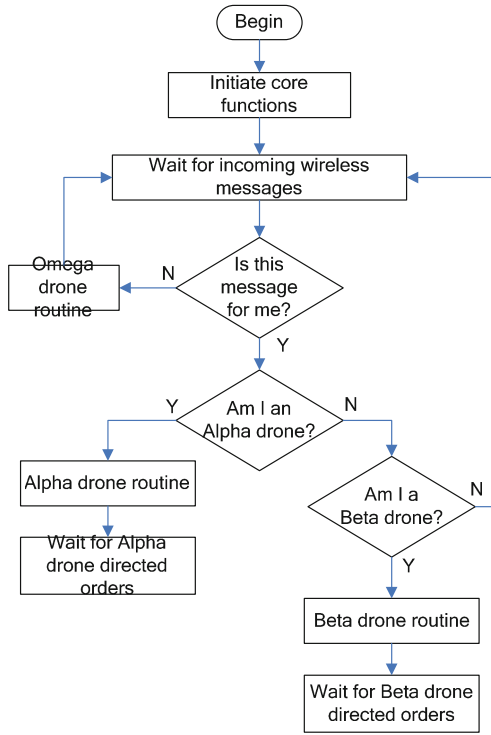 Begin
Initiate core
functions
Wait for incoming wireless
messages
Omega
drone
routine
N
Is this
message
for me?
Y
Y
Am I an
Alpha drone?
N
Alpha drone routine
Wait for Alpha
drone directed
orders
Am I a
Beta drone?
N
Y
Beta drone routine
Wait for Beta drone
directed orders